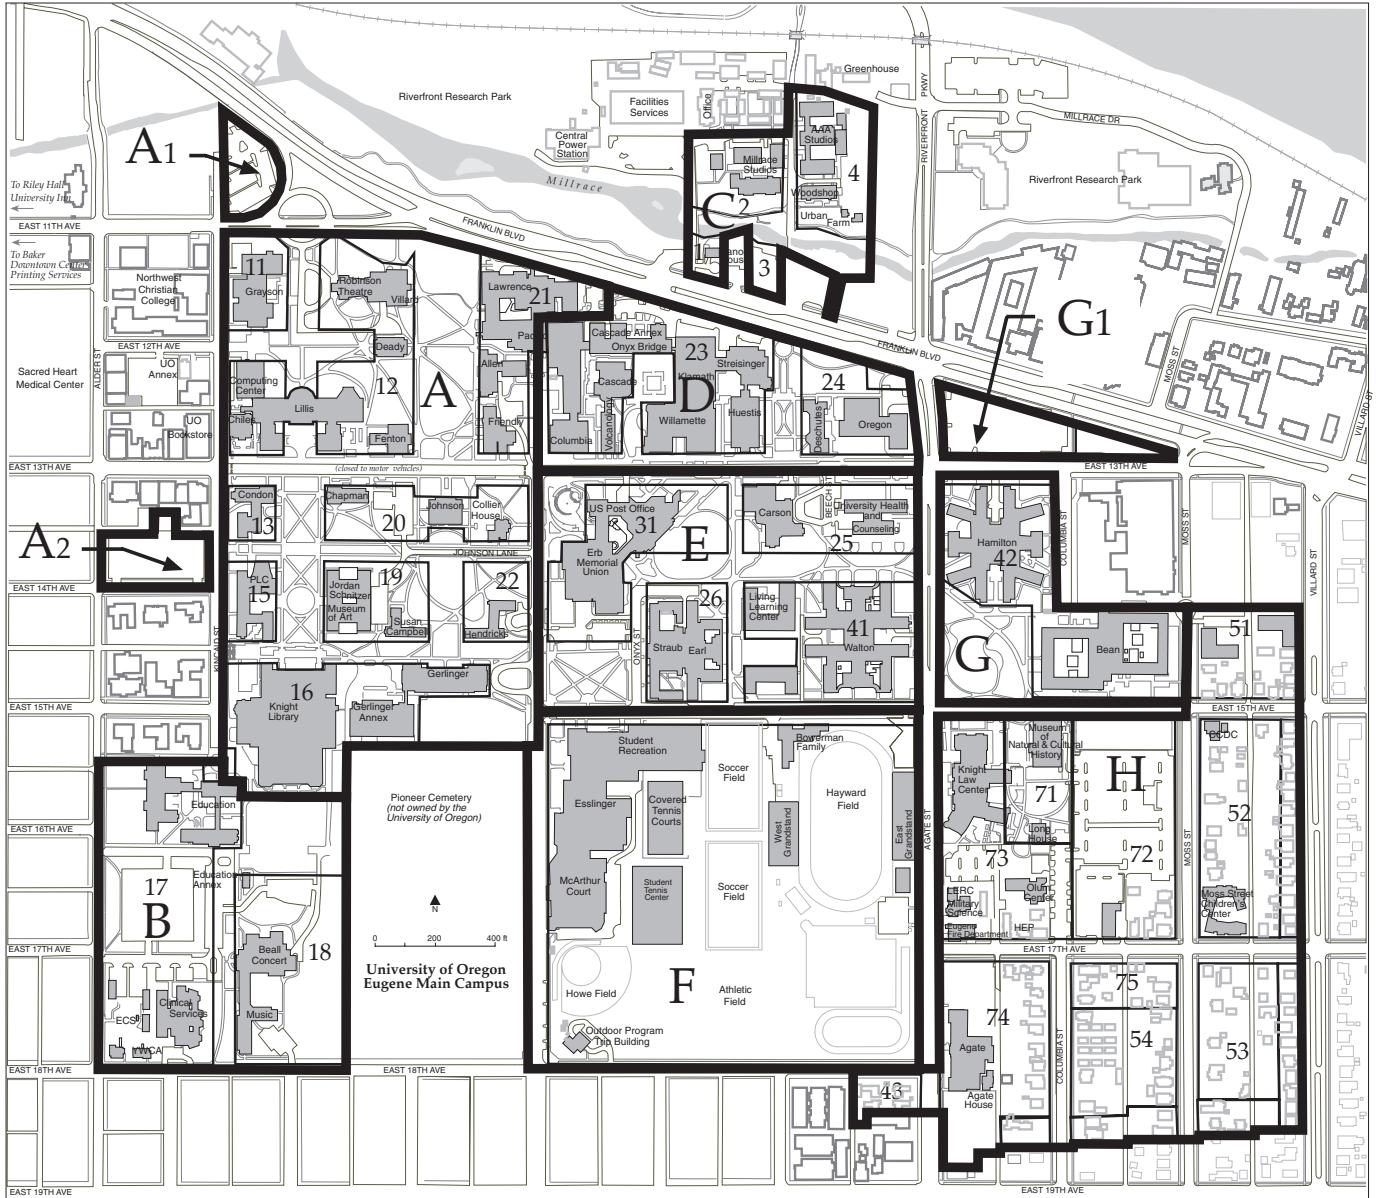 Greenhouse
Riverfront Research Park
Facilities
Services
Office
PKWY
RIVERFRONT
MILLRACE DR
AAA
Studios
Central
Power
Station
A1
Millrace
Studios
4
Millrace
Woodshop
Riverfront Research Park
To Riley Hall
University Inn
C2
Urban
Farm
EAST 11TH AVE
FRANKLIN BLVD
1
3
To Baker
Downtown Center
Printing Services
11
Grayson
Robinson
Theatre
Villard
Lawrence
21
Northwest
Christian
College
G1
EAST 12TH AVE
Deady
Cascade Annex
Onyx Bridge
23
Streisinger
FRANKLIN BLVD
MOSS ST
VILLARD ST
Sacred Heart
Medical Center
ALDER ST
UO
Annex
Allen
Klamath
Computing
Center
12
A
Cascade
D
24
Lillis
Chiles
Friendly
Volcanology
Willamette
Huestis
Deschutes
Oregon
UO
Bookstore
Fenton
Columbia
EAST 13TH AVE
(closed to motor vehicles)
EAST 13TH AVE
Condon
Chapman
Johnson
Collier
House
US Post Office
31
Carson
BEECH ST
University Health
and
Counseling
13
20
E
25
Hamilton
42
COLUMBIA ST
MOSS ST
A2
JOHNSON LANE
Erb
Memorial
Union
VILLARD ST
EAST 14TH AVE
PLC
15
Jordan
Schnitzer
Museum
of Art
19
22
Susan
Campbell
Hendricks
26
Living
Learning
Center
41
51
KINCAID ST
ONYX ST
Straub
Earl
Walton
G
Bean
Gerlinger
16
Knight
Library
Gerlinger
Annex
EAST 15TH AVE
EAST 15TH AVE
Student
Recreation
Bowerman
Family
Museum
of
Natural & Cultural
History
Soccer
Field
Knight
Law
Center
H
Education
Pioneer Cemetery
(not owned by the
University of Oregon)
Esslinger
Covered
Tennis
Courts
West
Grandstand
Hayward
Field
East
Grandstand
AGATE ST
71
52
EAST 16TH AVE
Long
House
MOSS ST
73
72
Education
Annex
17
B
McArthur
Court
Student
Tennis
Center
Soccer
Field
LERC
Military
Science
Olum
Center
Moss Street
Children's
Center
N
Eugene
Fire Department
HEP
EAST 17TH AVE
EAST 17TH AVE
0
200
400 ft
Beall
Concert
18
University of Oregon
Eugene Main Campus
F
Howe Field
Athletic
Field
75
Clinical
Services
Music
ECS
74
COLUMBIA ST
54
53
Outdoor Program
Trip Building
YWCA
Agate
EAST 18TH AVE
EAST 18TH AVE
43
Agate
House
EAST 19TH AVE
EAST 19TH AVE